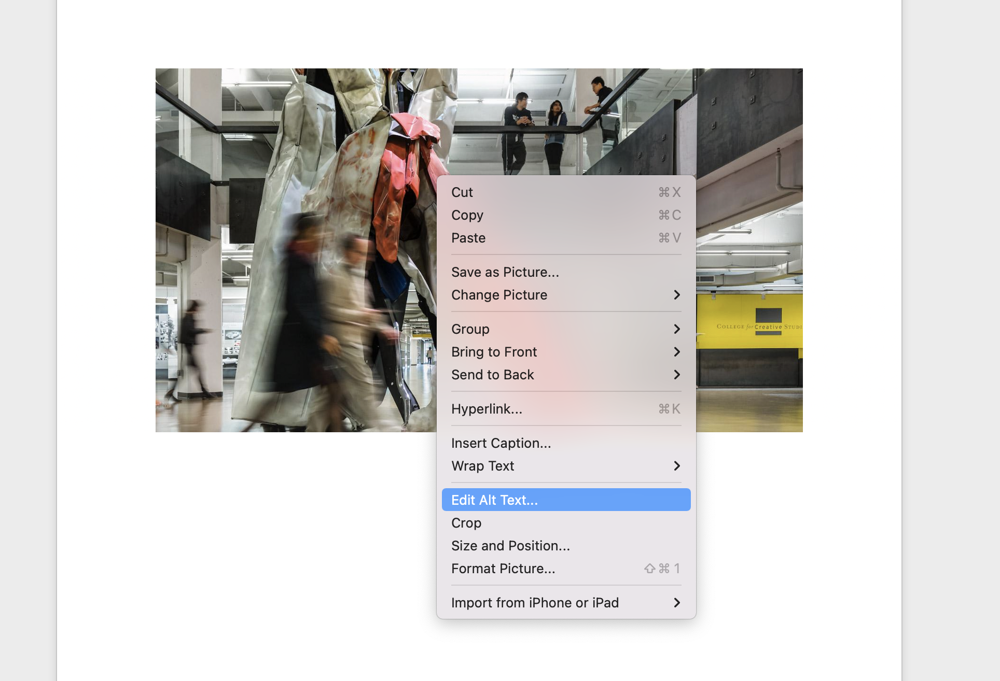 Cut ⌘X
Copy ⌘C
Paste ⌘V
Save as Picture...
Change Picture
Group
Bring to Front
Send to Back
Hyperlink... ⌘K
Insert Caption...
Wrap Text
Edit Alt Text...
Crop
Size and Position...
Format Picture... ⇧⌘1
Import from iPhone or iPad
COLLEGE for Creative STUDI